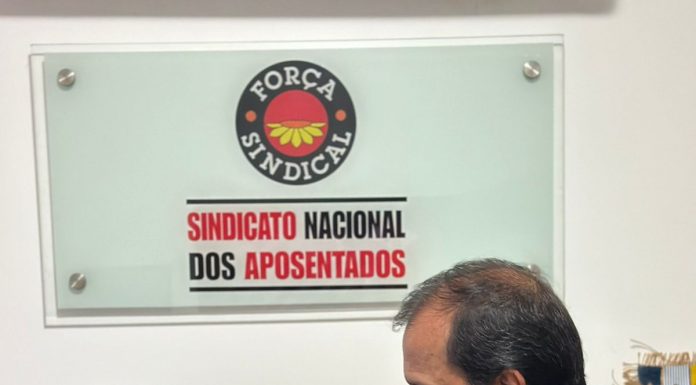 FORÇA
SINDICAL
SINDICATO NACIONAL
DOS APOSENTADOS